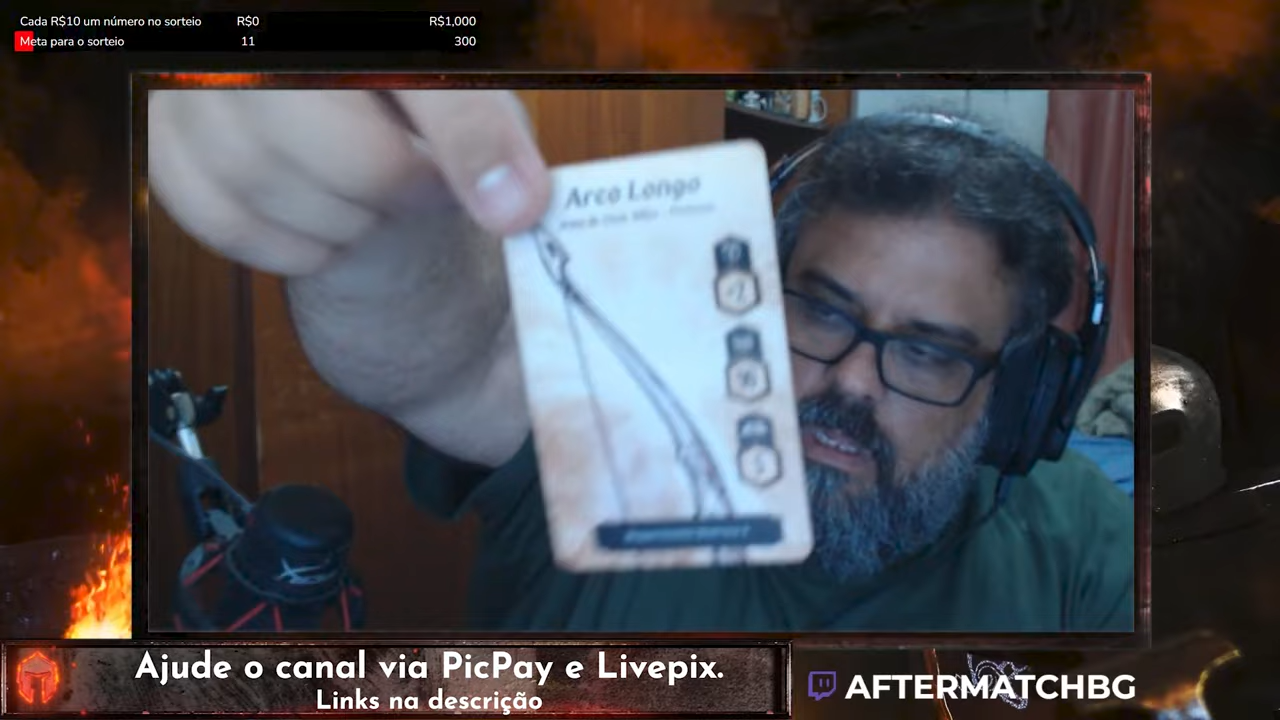 Cada R$10 um número no sorteio R$0 R$1,000
Meta para o sorteio 11 300
Arco Longo
Ajude o canal via PicPay e Livepix.
Links na descrição
AFTERMATCHBG